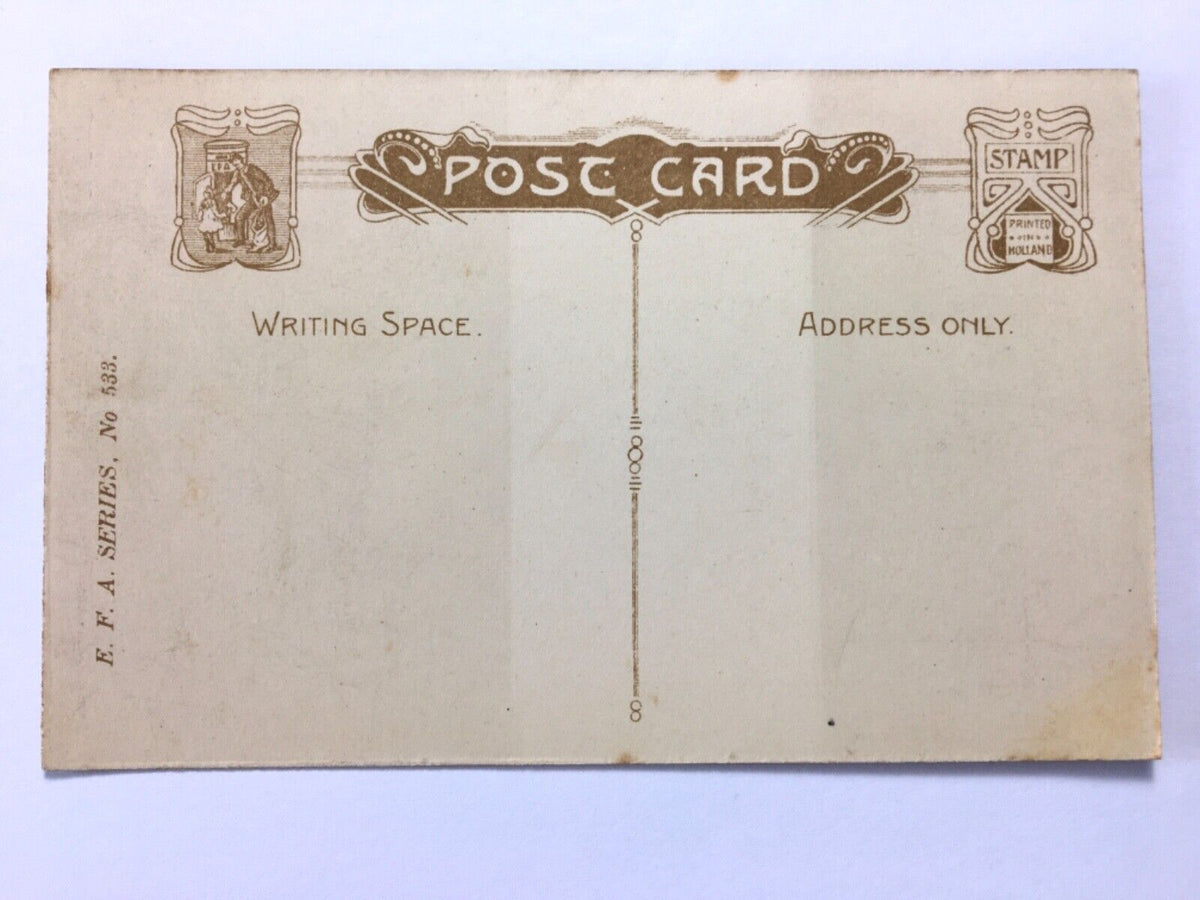 POST CARD
STAMP
PRINTED
IN
HOLLAND
WRITING SPACE.
ADDRESS ONLY.
E. F. A. SERIES, No 533.